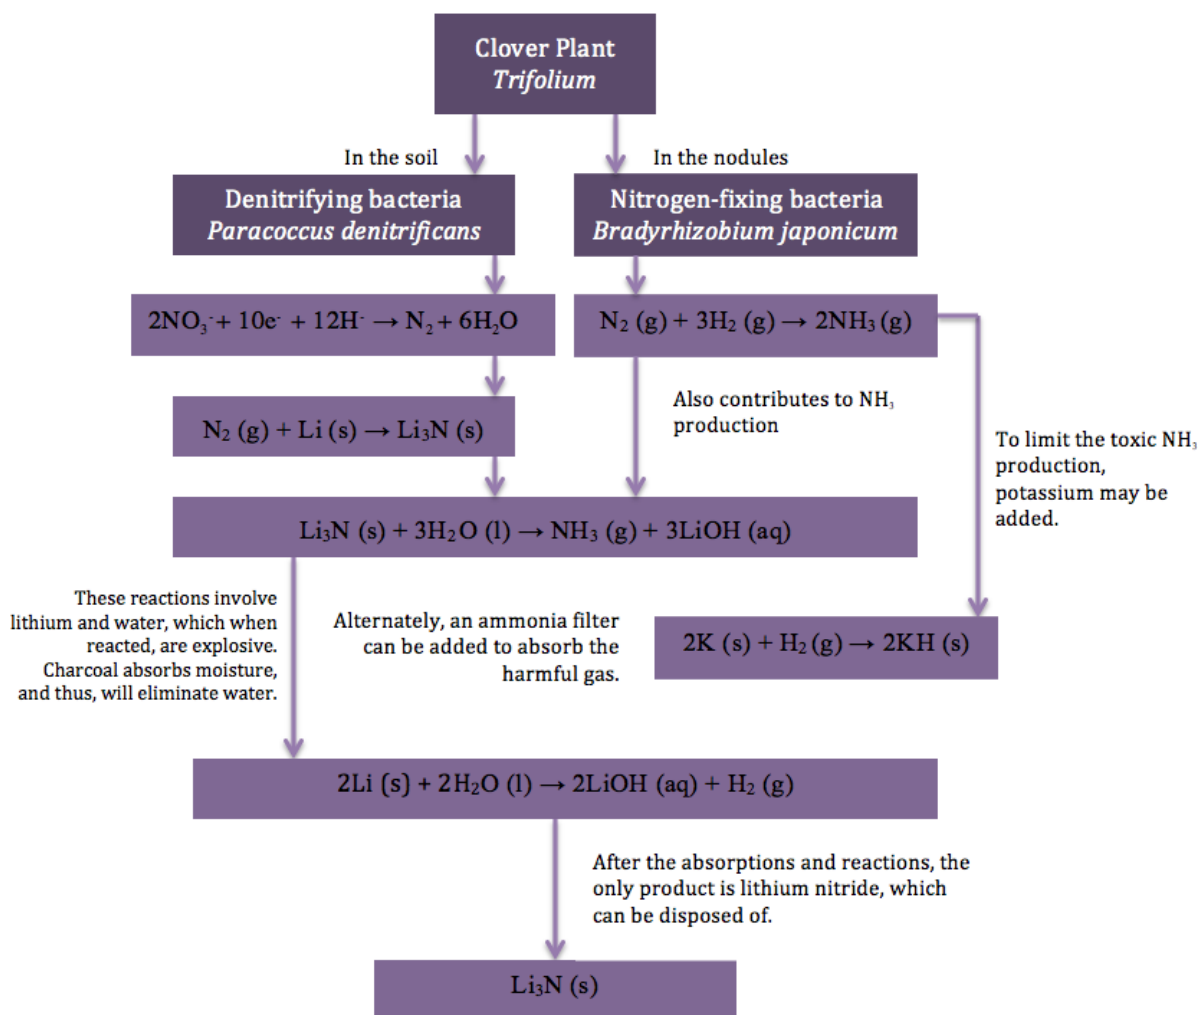 Clover Plant
Trifolium
In the soil
In the nodules
Denitrifying bacteria
Paracoccus denitrificans
Nitrogen-fixing bacteria
Bradyrhizobium japonicum
2NO₃⁻+ 10e⁻ + 12H⁻ → N₂ + 6H₂O
N₂ (g) + 3H₂ (g) → 2NH₃ (g)
Also contributes to NH₃
production
N₂ (g) + Li (s) → Li₃N (s)
To limit the toxic NH₃
production,
potassium may be
added.
Li₃N (s) + 3H₂O (l) → NH₃ (g) + 3LiOH (aq)
These reactions involve
lithium and water, which when
reacted, are explosive.
Charcoal absorbs moisture,
and thus, will eliminate water.
Alternately, an ammonia filter
can be added to absorb the
harmful gas.
2K (s) + H₂ (g) → 2KH (s)
2Li (s) + 2H₂O (l) → 2LiOH (aq) + H₂ (g)
After the absorptions and reactions, the
only product is lithium nitride, which
can be disposed of.
Li₃N (s)